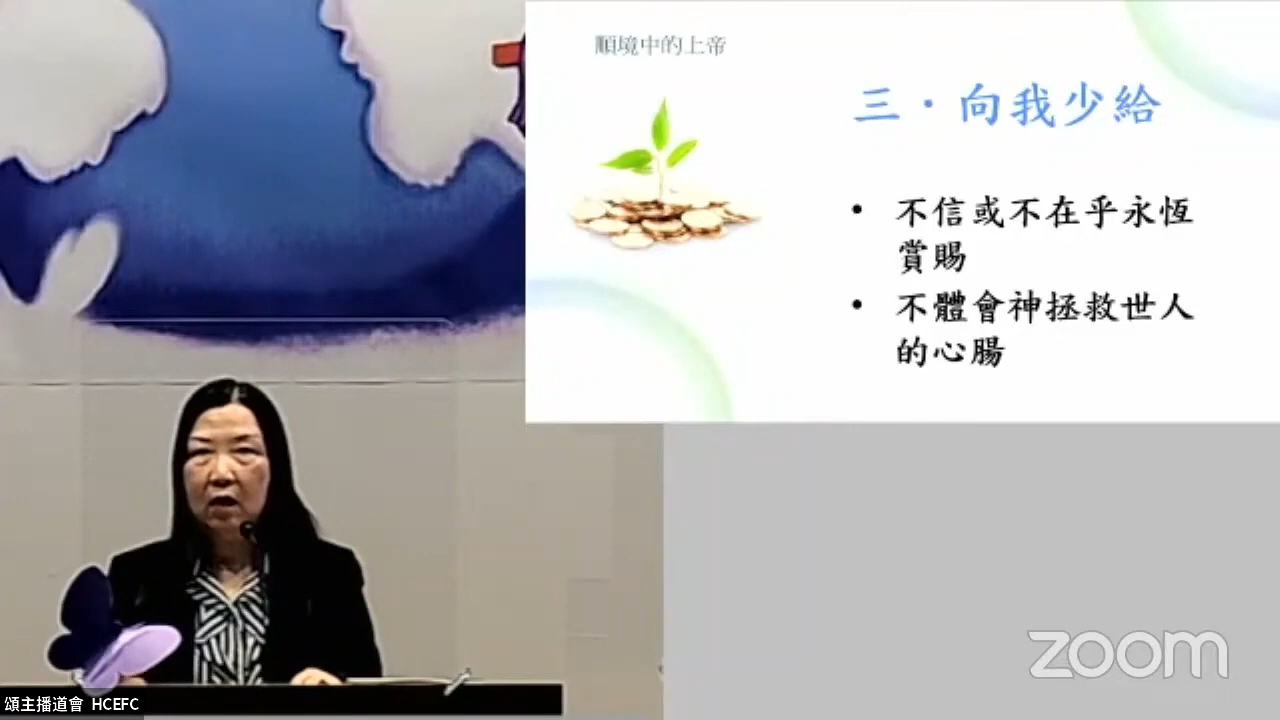 順境中的上帝
三·向我少給
• 不信或不在乎永恆
賞賜
• 不體會神拯救世人
的心腸
zoom
頌主播道會 HCEFC